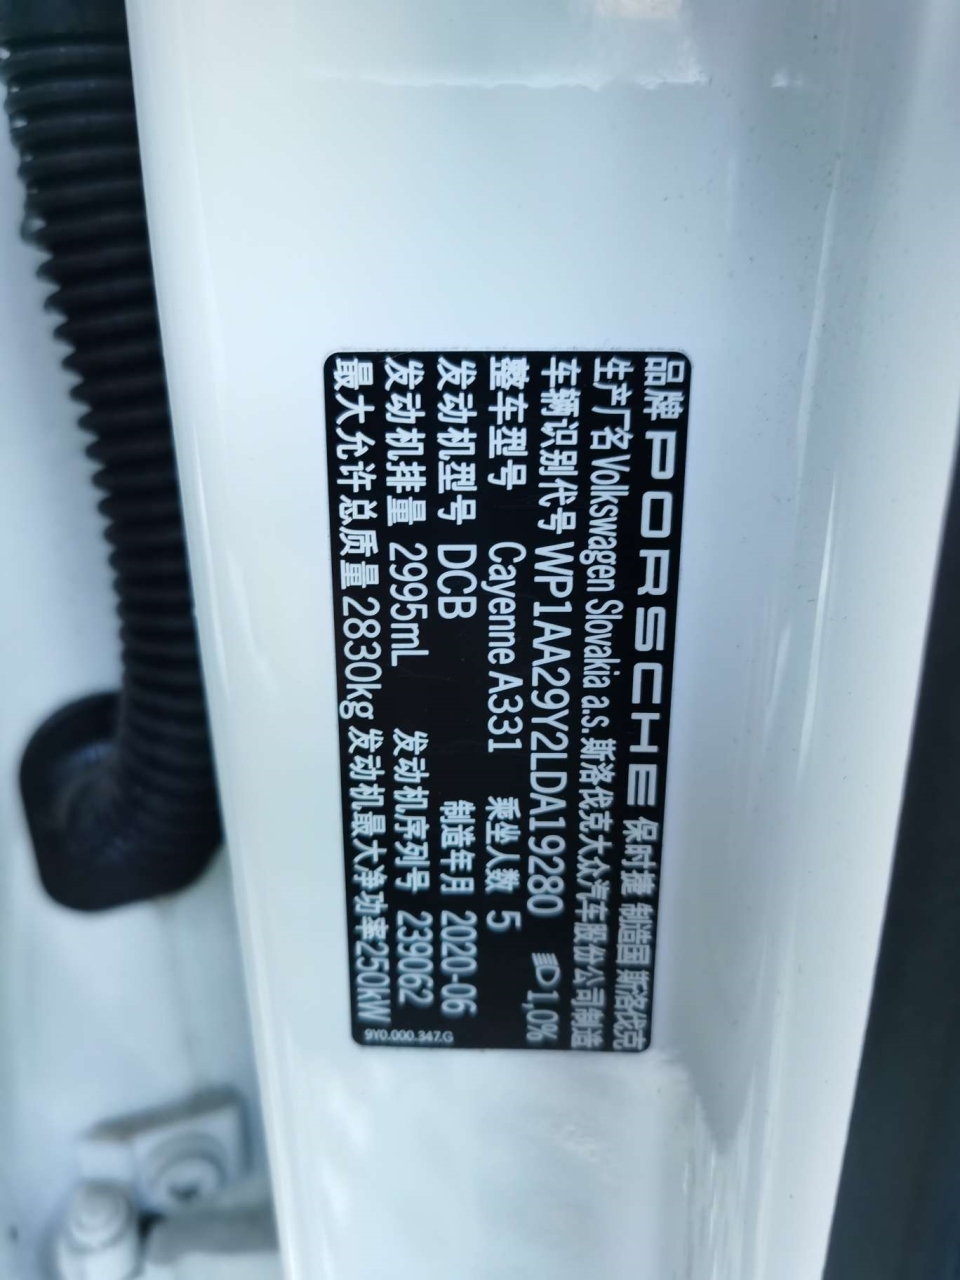 品牌 PORSCHE 保时捷 制造国 斯洛伐克
生产厂名 Volkswagen Slovakia a.s. 斯洛伐克大众汽车股份公司制造
车辆识别代号 WP1AA29Y2LDA19280 1,0%
整车型号 Cayenne A331 乘坐人数 5
发动机型号 DCB 制造年月 2020-06
发动机排量 2995mL 发动机序列号 239062
最大允许总质量 2830kg 发动机最大净功率250kW
9Y0.000.347.G